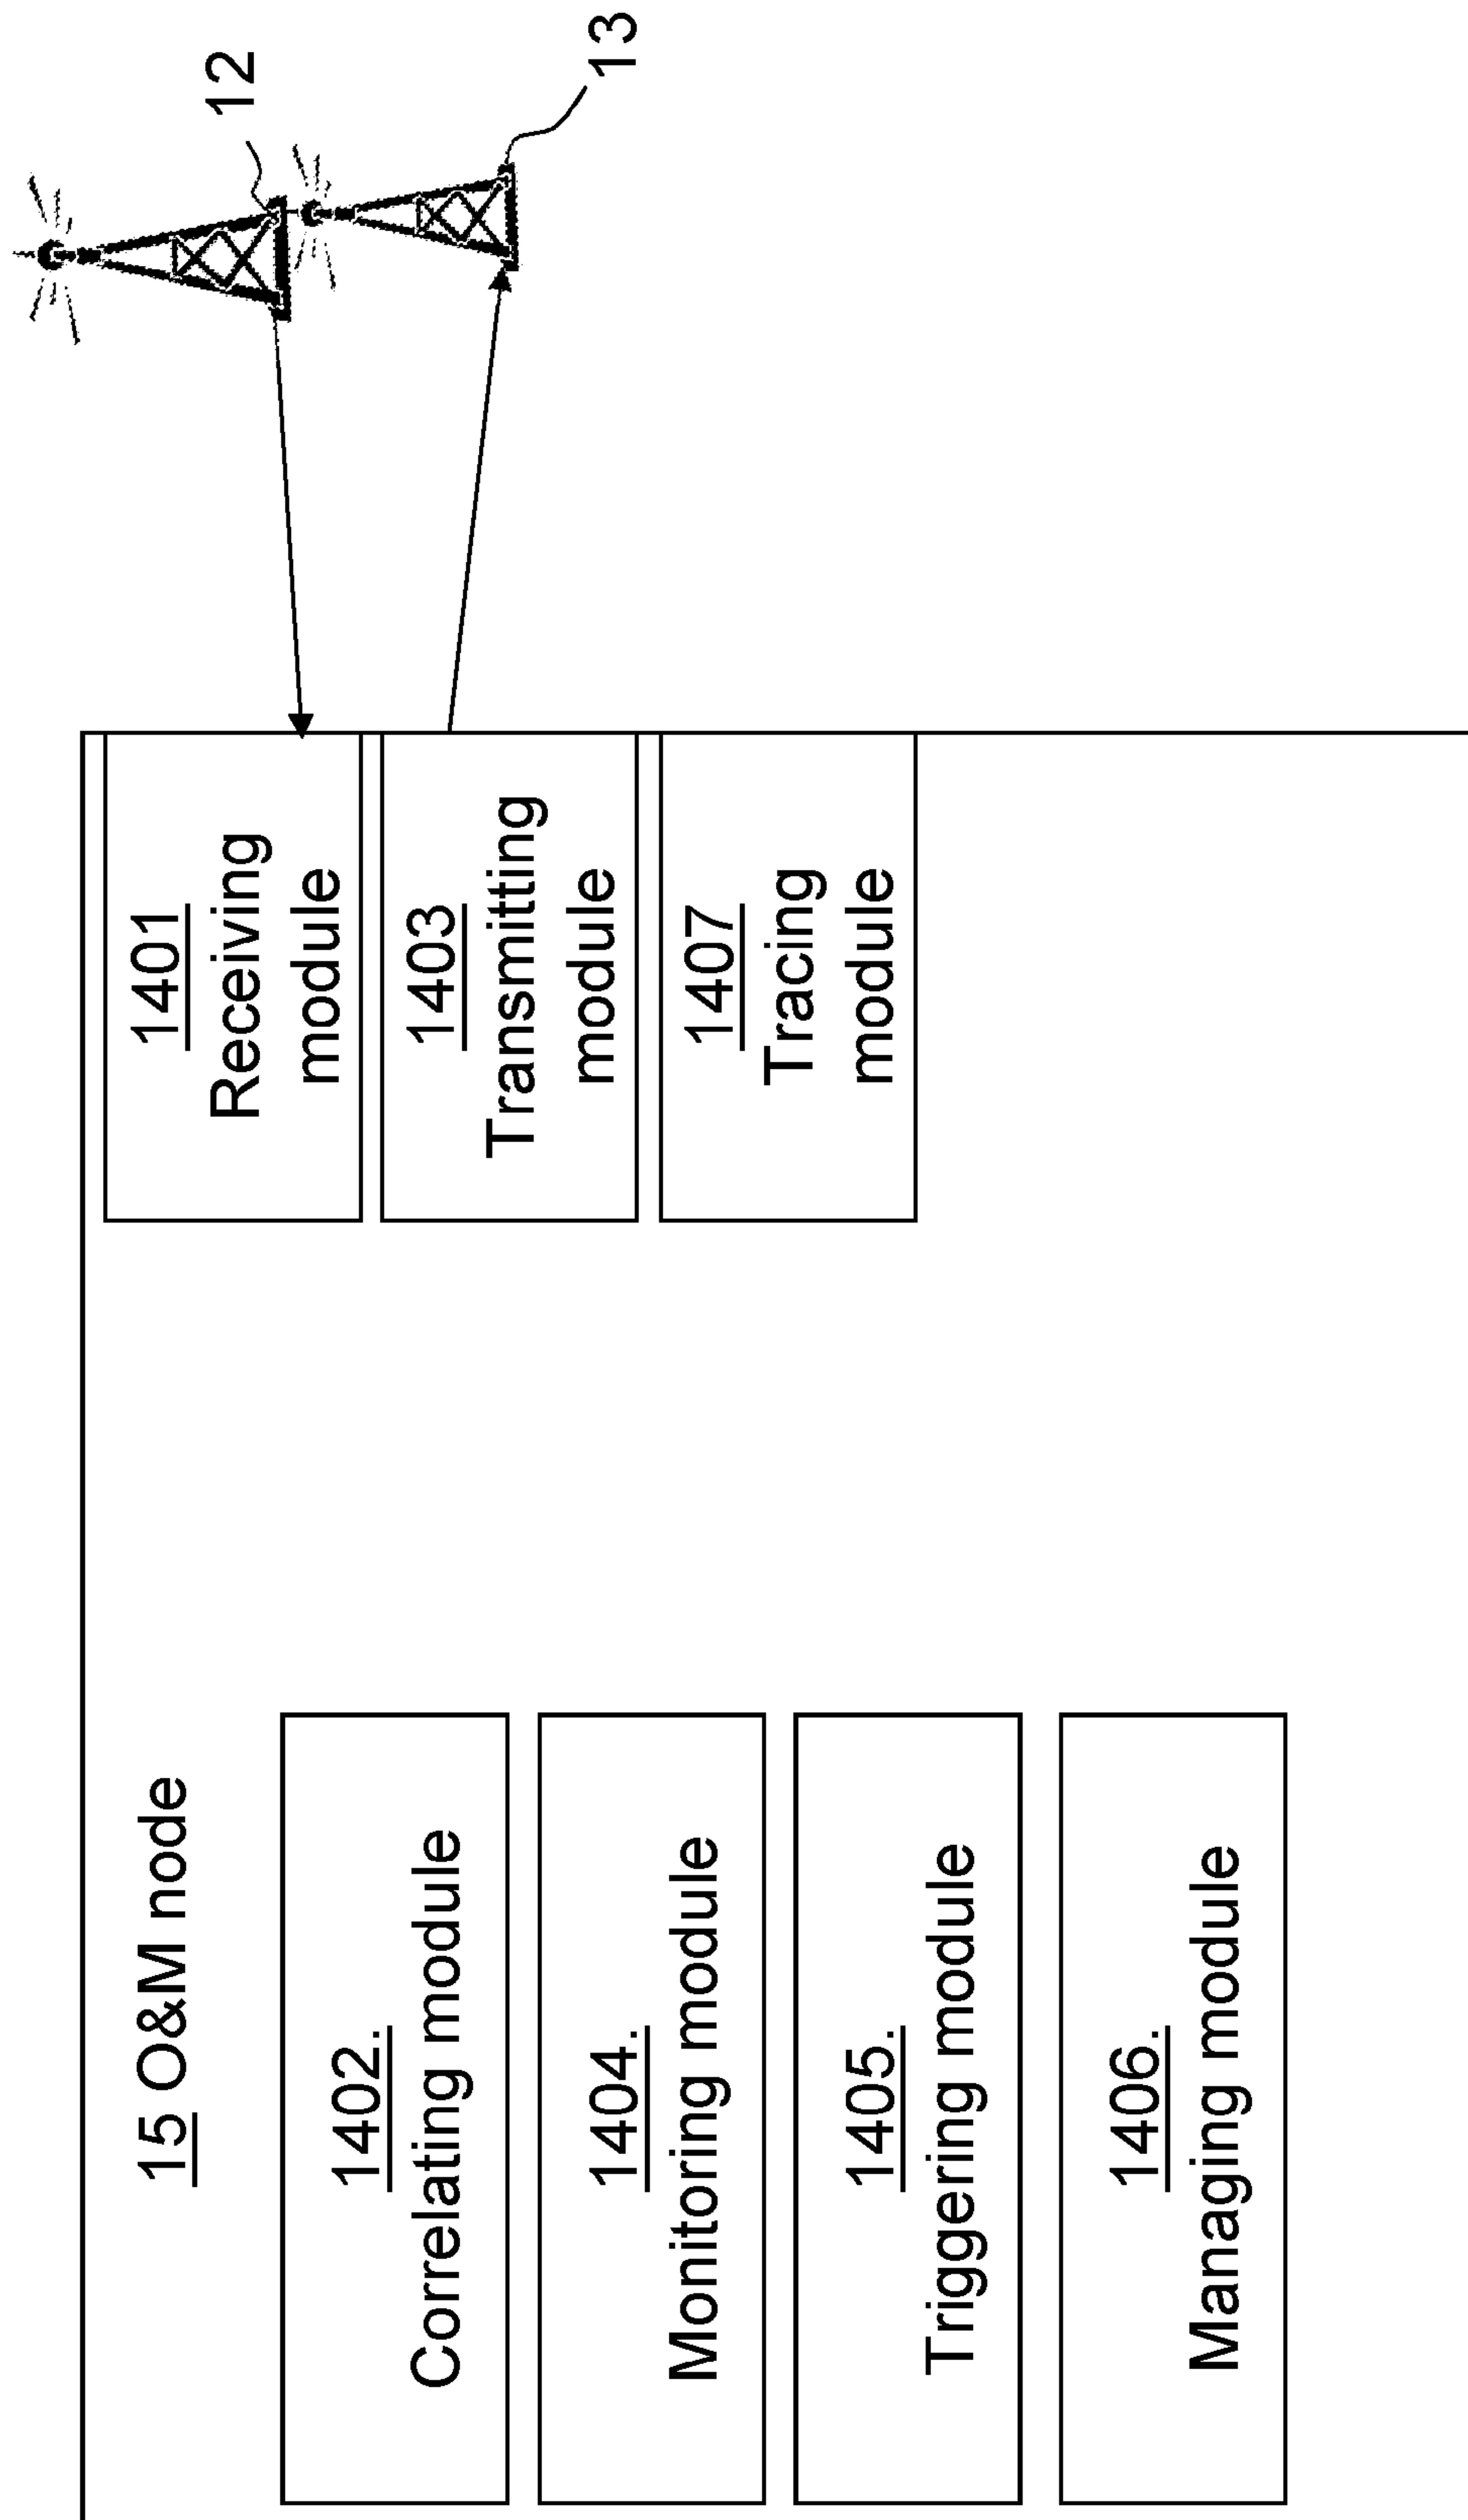 15 O&M node
1402.
Correlating module
1404.
Monitoring module
1405.
Triggering module
1406.
Managing module
1401
Receiving
module
1403
Transmitting
module
1407
Tracing
module
12
13